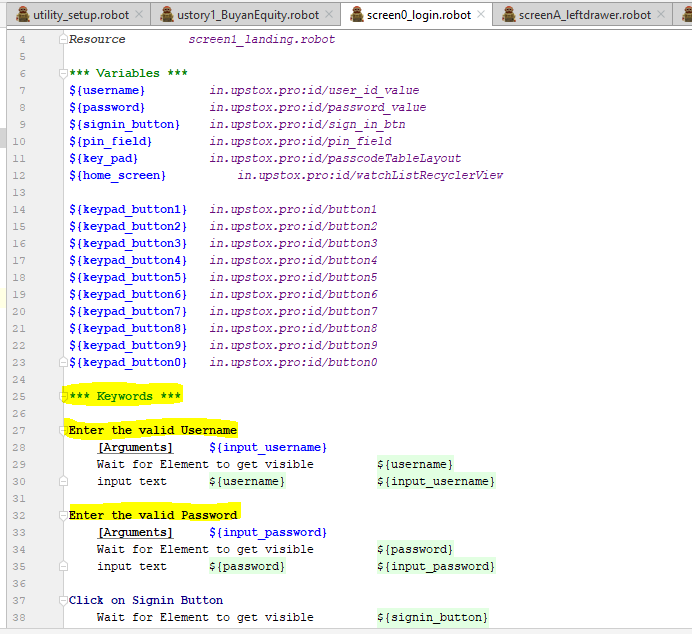 utility_setup.robot ustory1_BuyanEquity.robot screen0_login.robot screenA_leftdrawer.robot
4 Resource screen1_landing.robot
5
6 *** Variables ***
7 ${username} in.upstox.pro:id/user_id_value
8 ${password} in.upstox.pro:id/password_value
9 ${signin_button} in.upstox.pro:id/sign_in_btn
10 ${pin_field} in.upstox.pro:id/pin_field
11 ${key_pad} in.upstox.pro:id/passcodeTableLayout
12 ${home_screen} in.upstox.pro:id/watchListRecyclerView
13
14 ${keypad_button1} in.upstox.pro:id/button1
15 ${keypad_button2} in.upstox.pro:id/button2
16 ${keypad_button3} in.upstox.pro:id/button3
17 ${keypad_button4} in.upstox.pro:id/button4
18 ${keypad_button5} in.upstox.pro:id/button5
19 ${keypad_button6} in.upstox.pro:id/button6
20 ${keypad_button7} in.upstox.pro:id/button7
21 ${keypad_button8} in.upstox.pro:id/button8
22 ${keypad_button9} in.upstox.pro:id/button9
23 ${keypad_button0} in.upstox.pro:id/button0
24
25 *** Keywords ***
26
27 Enter the valid Username
28 [Arguments] ${input_username}
29 Wait for Element to get visible ${username}
30 input text ${username} ${input_username}
31
32 Enter the valid Password
33 [Arguments] ${input_password}
34 Wait for Element to get visible ${password}
35 input text ${password} ${input_password}
36
37 Click on Signin Button
38 Wait for Element to get visible ${signin_button}